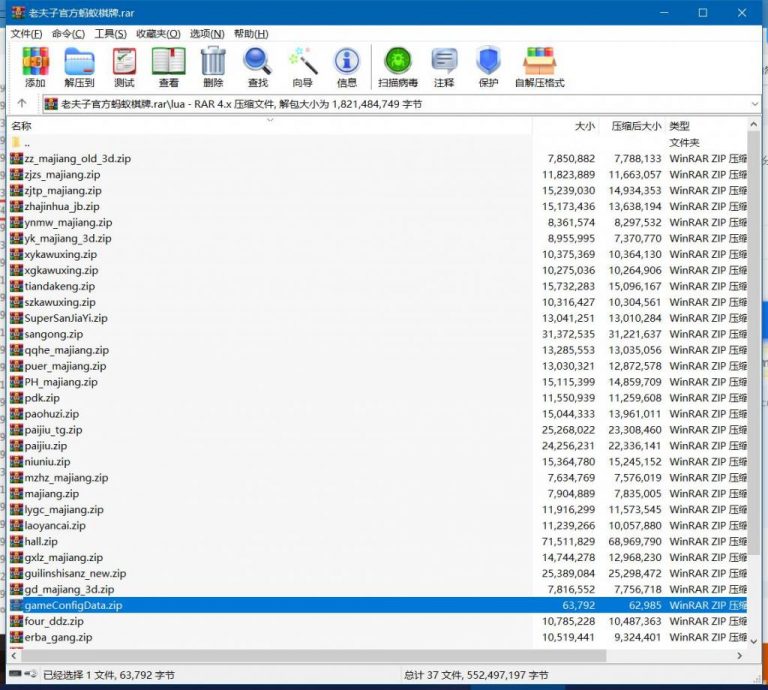 老夫子官方蚂蚁棋牌.rar
文件(F) 命令(C) 工具(S) 收藏夹(O) 选项(N) 帮助(H)
添加 解压到 测试 查看 删除 查找 向导 信息 扫描病毒 注释 保护 自解压格式
老夫子官方蚂蚁棋牌.rar\lua - RAR 4.x 压缩文件, 解包大小为 1,821,484,749 字节
名称 大小 压缩后大小 类型
.. 文件夹
zz_majiang_old_3d.zip 7,850,882 7,788,133 WinRAR ZIP 压缩
zjzs_majiang.zip 11,823,889 11,663,057 WinRAR ZIP 压缩
zjtp_majiang.zip 15,239,030 14,934,353 WinRAR ZIP 压缩
zhajinhua_jb.zip 15,173,436 13,638,194 WinRAR ZIP 压缩
ynmw_majiang.zip 8,361,574 8,297,532 WinRAR ZIP 压缩
yk_majiang_3d.zip 8,955,995 7,370,770 WinRAR ZIP 压缩
xykawuxing.zip 10,375,369 10,364,130 WinRAR ZIP 压缩
xgkawuxing.zip 10,275,036 10,264,906 WinRAR ZIP 压缩
tiandakeng.zip 15,732,283 15,096,167 WinRAR ZIP 压缩
szkawuxing.zip 10,316,427 10,304,561 WinRAR ZIP 压缩
SuperSanJiaYi.zip 13,041,251 13,010,284 WinRAR ZIP 压缩
sangong.zip 31,372,535 31,221,637 WinRAR ZIP 压缩
qqhe_majiang.zip 13,285,553 13,035,056 WinRAR ZIP 压缩
puer_majiang.zip 13,030,321 12,872,578 WinRAR ZIP 压缩
PH_majiang.zip 15,115,399 14,859,709 WinRAR ZIP 压缩
pdk.zip 11,550,939 11,259,608 WinRAR ZIP 压缩
paohuzi.zip 15,044,333 13,961,011 WinRAR ZIP 压缩
paijiu_tg.zip 25,268,022 23,308,460 WinRAR ZIP 压缩
paijiu.zip 24,256,231 22,336,141 WinRAR ZIP 压缩
niuniu.zip 15,364,780 15,245,152 WinRAR ZIP 压缩
mzhz_majiang.zip 7,634,769 7,576,019 WinRAR ZIP 压缩
majiang.zip 7,904,889 7,835,005 WinRAR ZIP 压缩
lygc_majiang.zip 11,916,299 11,573,545 WinRAR ZIP 压缩
laoyancai.zip 11,239,266 10,057,880 WinRAR ZIP 压缩
hall.zip 71,511,829 68,969,790 WinRAR ZIP 压缩
gxlz_majiang.zip 14,744,278 12,968,230 WinRAR ZIP 压缩
guilinshisanz_new.zip 25,389,084 25,298,472 WinRAR ZIP 压缩
gd_majiang_3d.zip 7,816,552 7,756,718 WinRAR ZIP 压缩
gameConfigData.zip 63,792 62,985 WinRAR ZIP 压缩
four_ddz.zip 10,785,228 10,487,363 WinRAR ZIP 压缩
erba_gang.zip 10,519,441 9,324,401 WinRAR ZIP 压缩
已经选择 1 文件, 63,792 字节 总计 37 文件, 552,497,197 字节